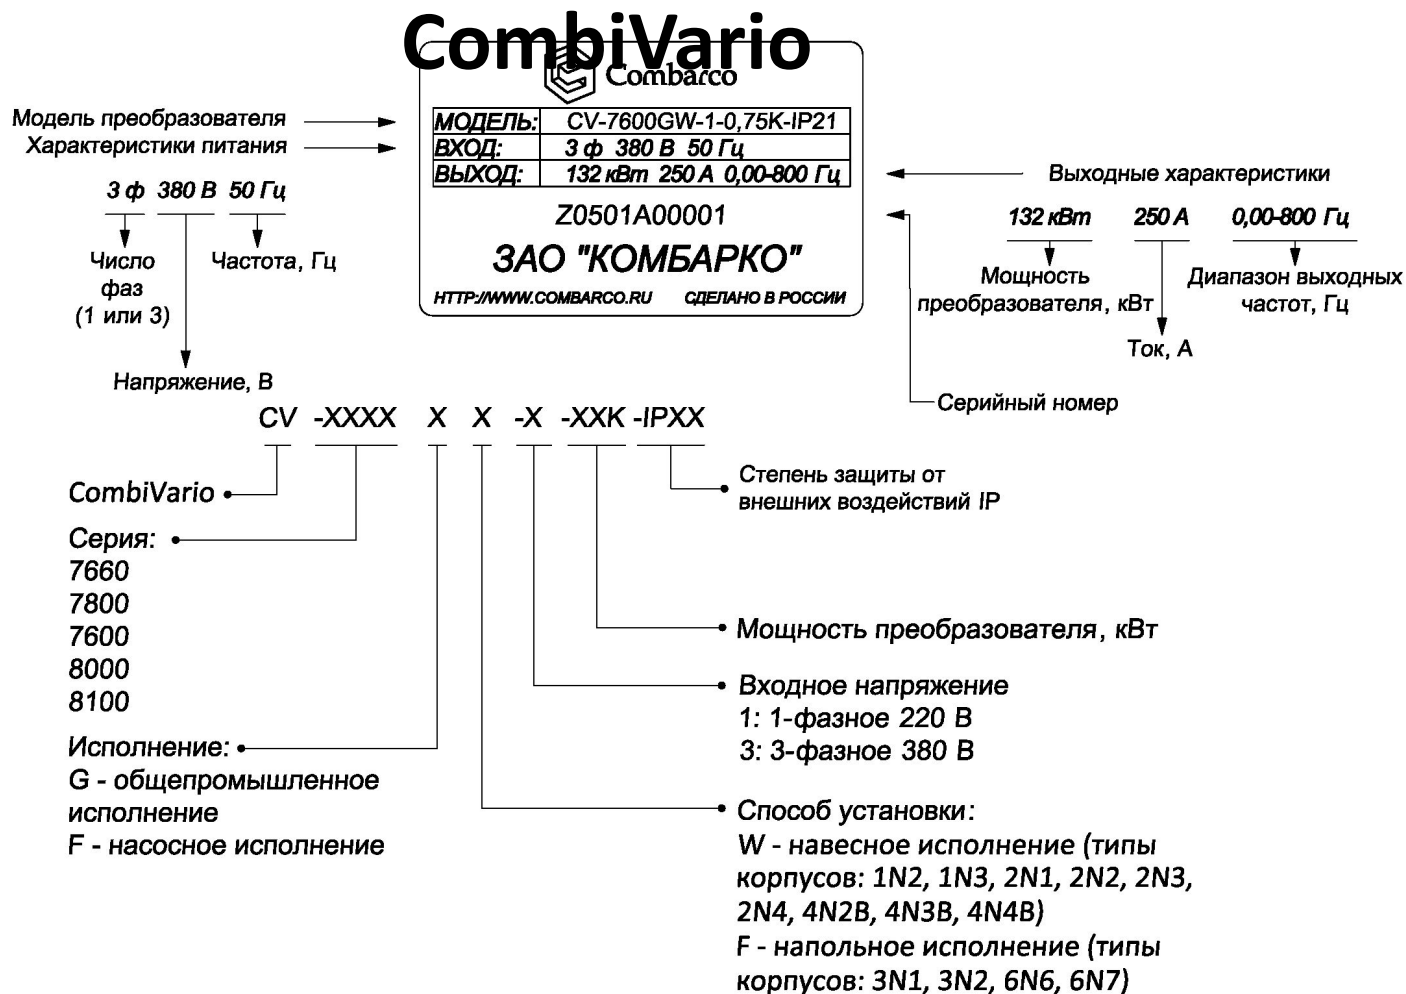 CombiVario
Combarco
Модель преобразователя
Характеристики питания
МОДЕЛЬ: CV-7600GW-1-0,75K-IP21
ВХОД: 3 ф 380 В 50 Гц
ВЫХОД: 132 кВт 250 А 0,00-800 Гц
Z0501A00001
ЗАО "КОМБАРКО"
HTTP://WWW.COMBARCO.RU СДЕЛАНО В РОССИИ
3 ф 380 В 50 Гц
Число
фаз
(1 или 3)
Частота, Гц
Напряжение, В
Выходные характеристики
132 кВт 250 А 0,00-800 Гц
Мощность
преобразователя, кВт
Диапазон выходных
частот, Гц
Ток, А
Серийный номер
CV -XXXX X X -X -XXK -IPXX
CombiVario
Серия:
7660
7800
7600
8000
8100
Исполнение:
G - общепромышленное
исполнение
F - насосное исполнение
Степень защиты от
внешних воздействий IP
Мощность преобразователя, кВт
Входное напряжение
1: 1-фазное 220 В
3: 3-фазное 380 В
Способ установки:
W - навесное исполнение (типы
корпусов: 1N2, 1N3, 2N1, 2N2, 2N3,
2N4, 4N2B, 4N3B, 4N4B)
F - напольное исполнение (типы
корпусов: 3N1, 3N2, 6N6, 6N7)